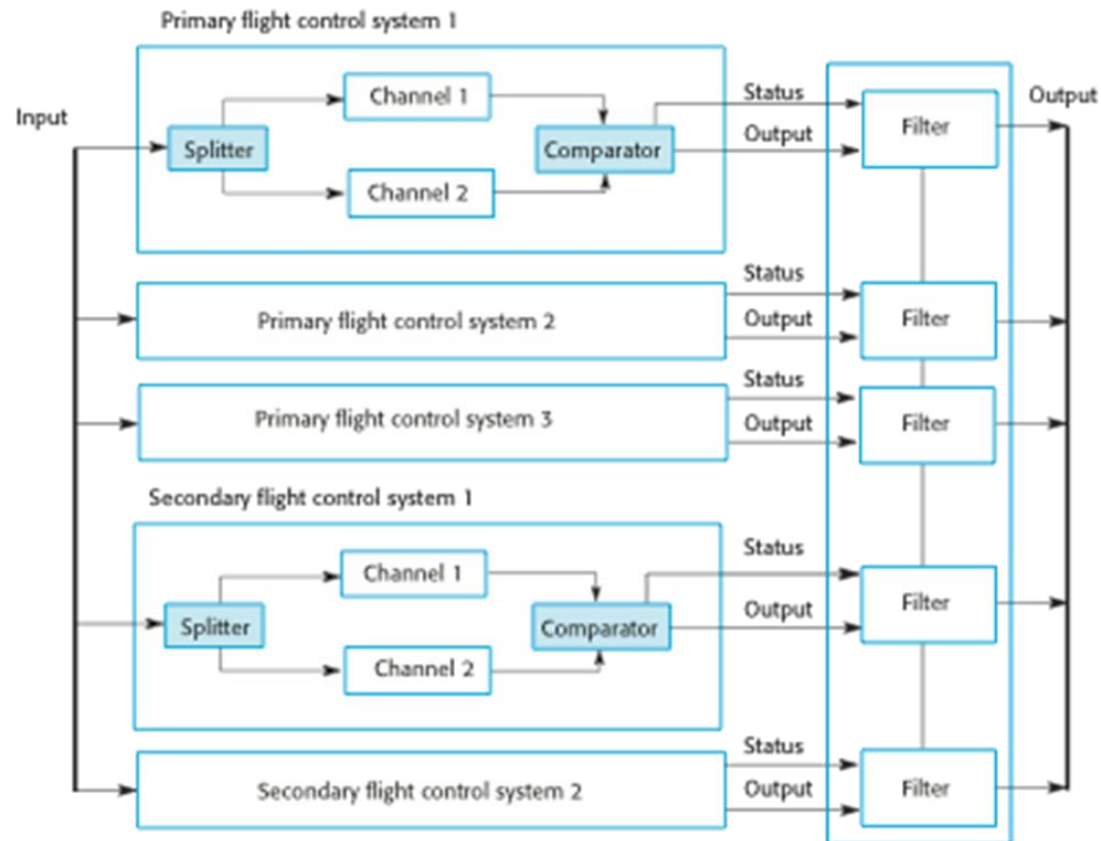 Primary flight control system 1
Input
Splitter
Channel 1
Channel 2
Comparator
Status
Output
Filter
Output
Primary flight control system 2
Status
Output
Filter
Primary flight control system 3
Status
Output
Filter
Secondary flight control system 1
Splitter
Channel 1
Channel 2
Comparator
Status
Output
Filter
Secondary flight control system 2
Status
Output
Filter